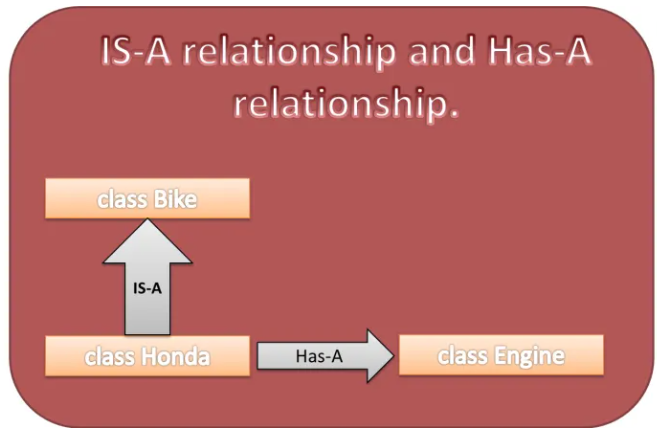 IS-A relationship and Has-A
relationship.
class Bike
IS-A
class Honda
Has-A
class Engine